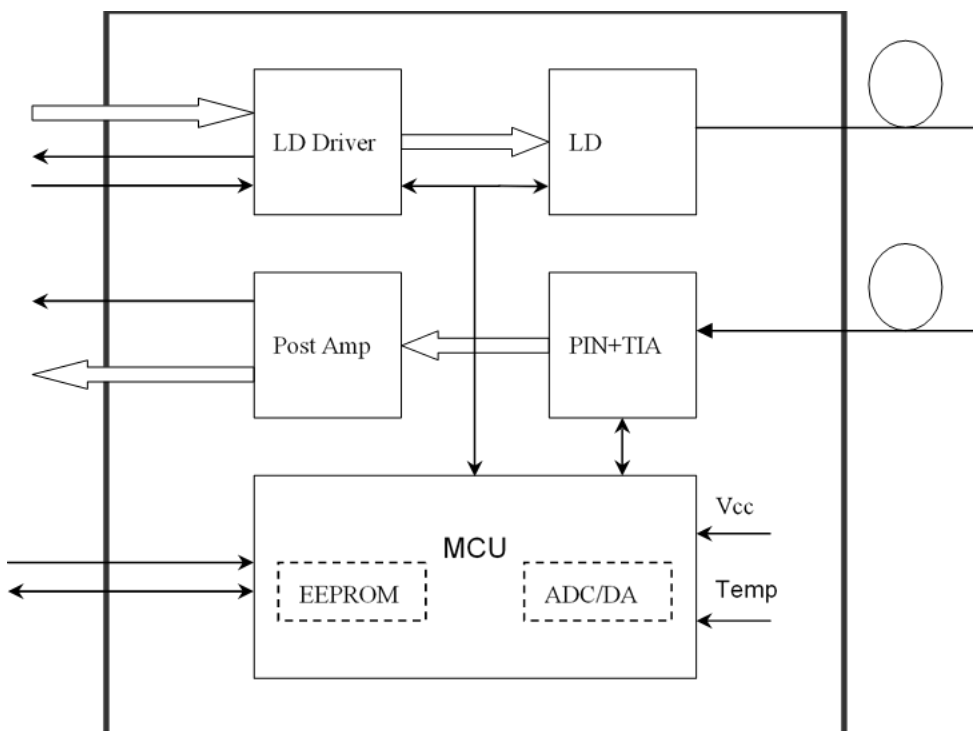 LD Driver
LD
Post Amp
PIN+TIA
Vcc
MCU
EEPROM
ADC/DA
Temp